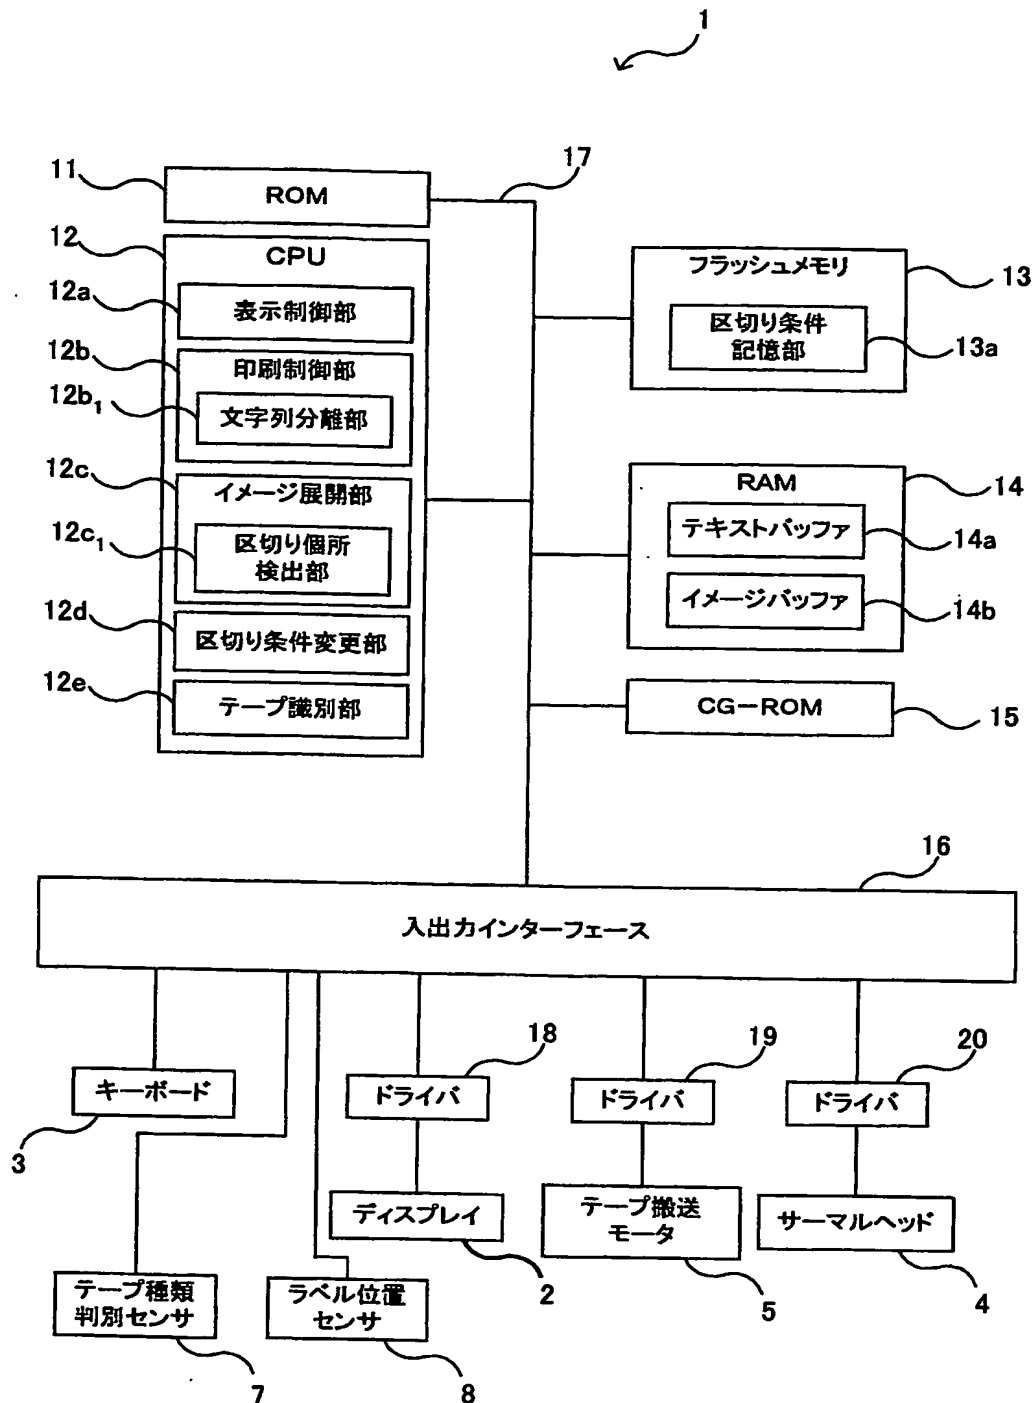 1
11
ROM
17
12
CPU
12a
表示制御部
12b
印刷制御部
12b1
文字列分離部
12c
イメージ展開部
12c1
区切り個所
検出部
12d
区切り条件変更部
12e
テープ識別部
フラッシュメモリ
13
区切り条件
記憶部
13a
RAM
14
テキストバッファ
14a
イメージバッファ
14b
CG－ROM
15
16
入出力インターフェース
キーボード
3
18
ドライバ
19
ドライバ
20
ドライバ
ディスプレイ
2
テープ搬送
モータ
5
サーマルヘッド
4
テープ種類
判別センサ
7
ラベル位置
センサ
8